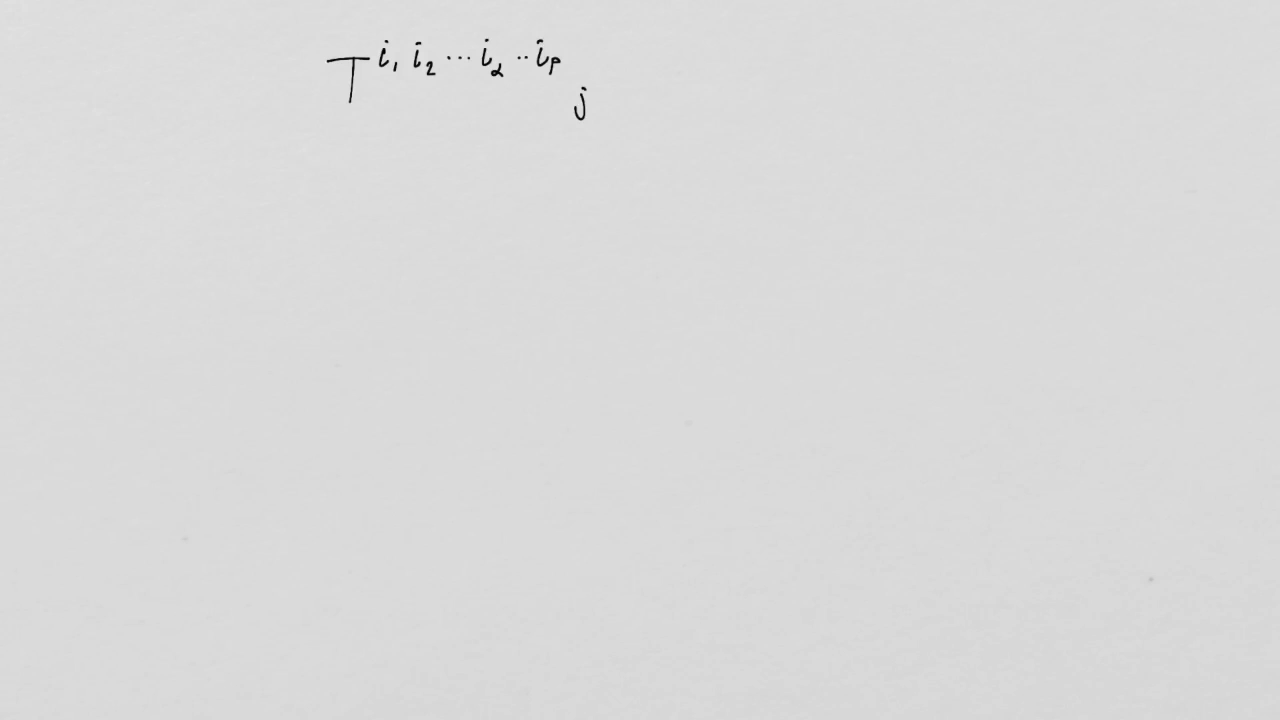 T^{i_1 i_2 ⋯ i_α ‥ i_p}_j